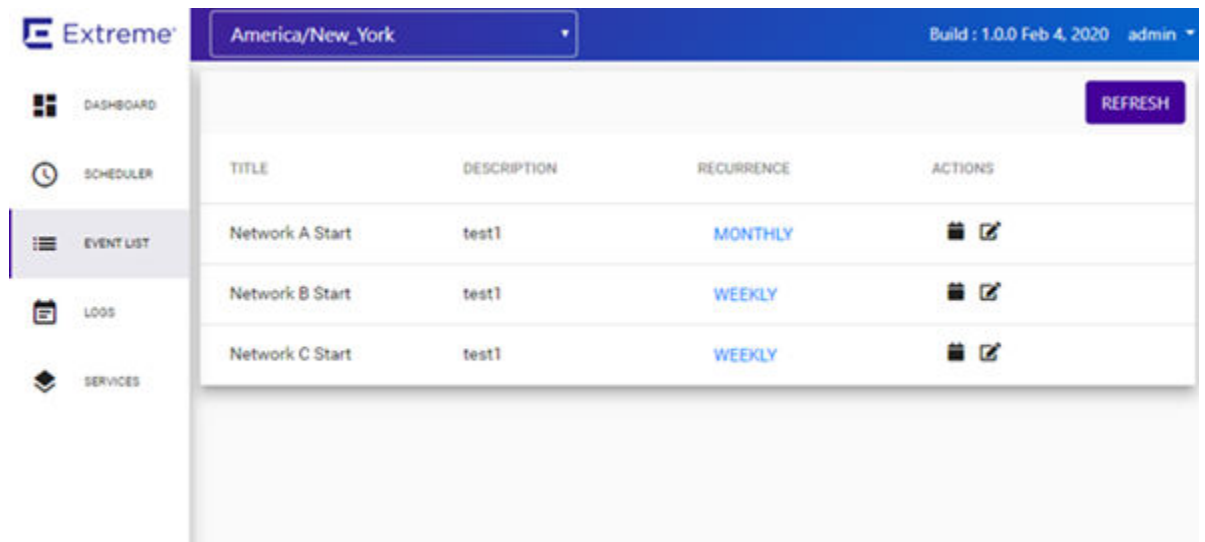 Extreme America/New_York Build : 1.0.0 Feb 4, 2020 admin
REFRESH
DASHBOARD
SCHEDULER
EVENT LIST
LOGS
SERVICES
TITLE DESCRIPTION RECURRENCE ACTIONS
Network A Start test1 MONTHLY
Network B Start test1 WEEKLY
Network C Start test1 WEEKLY